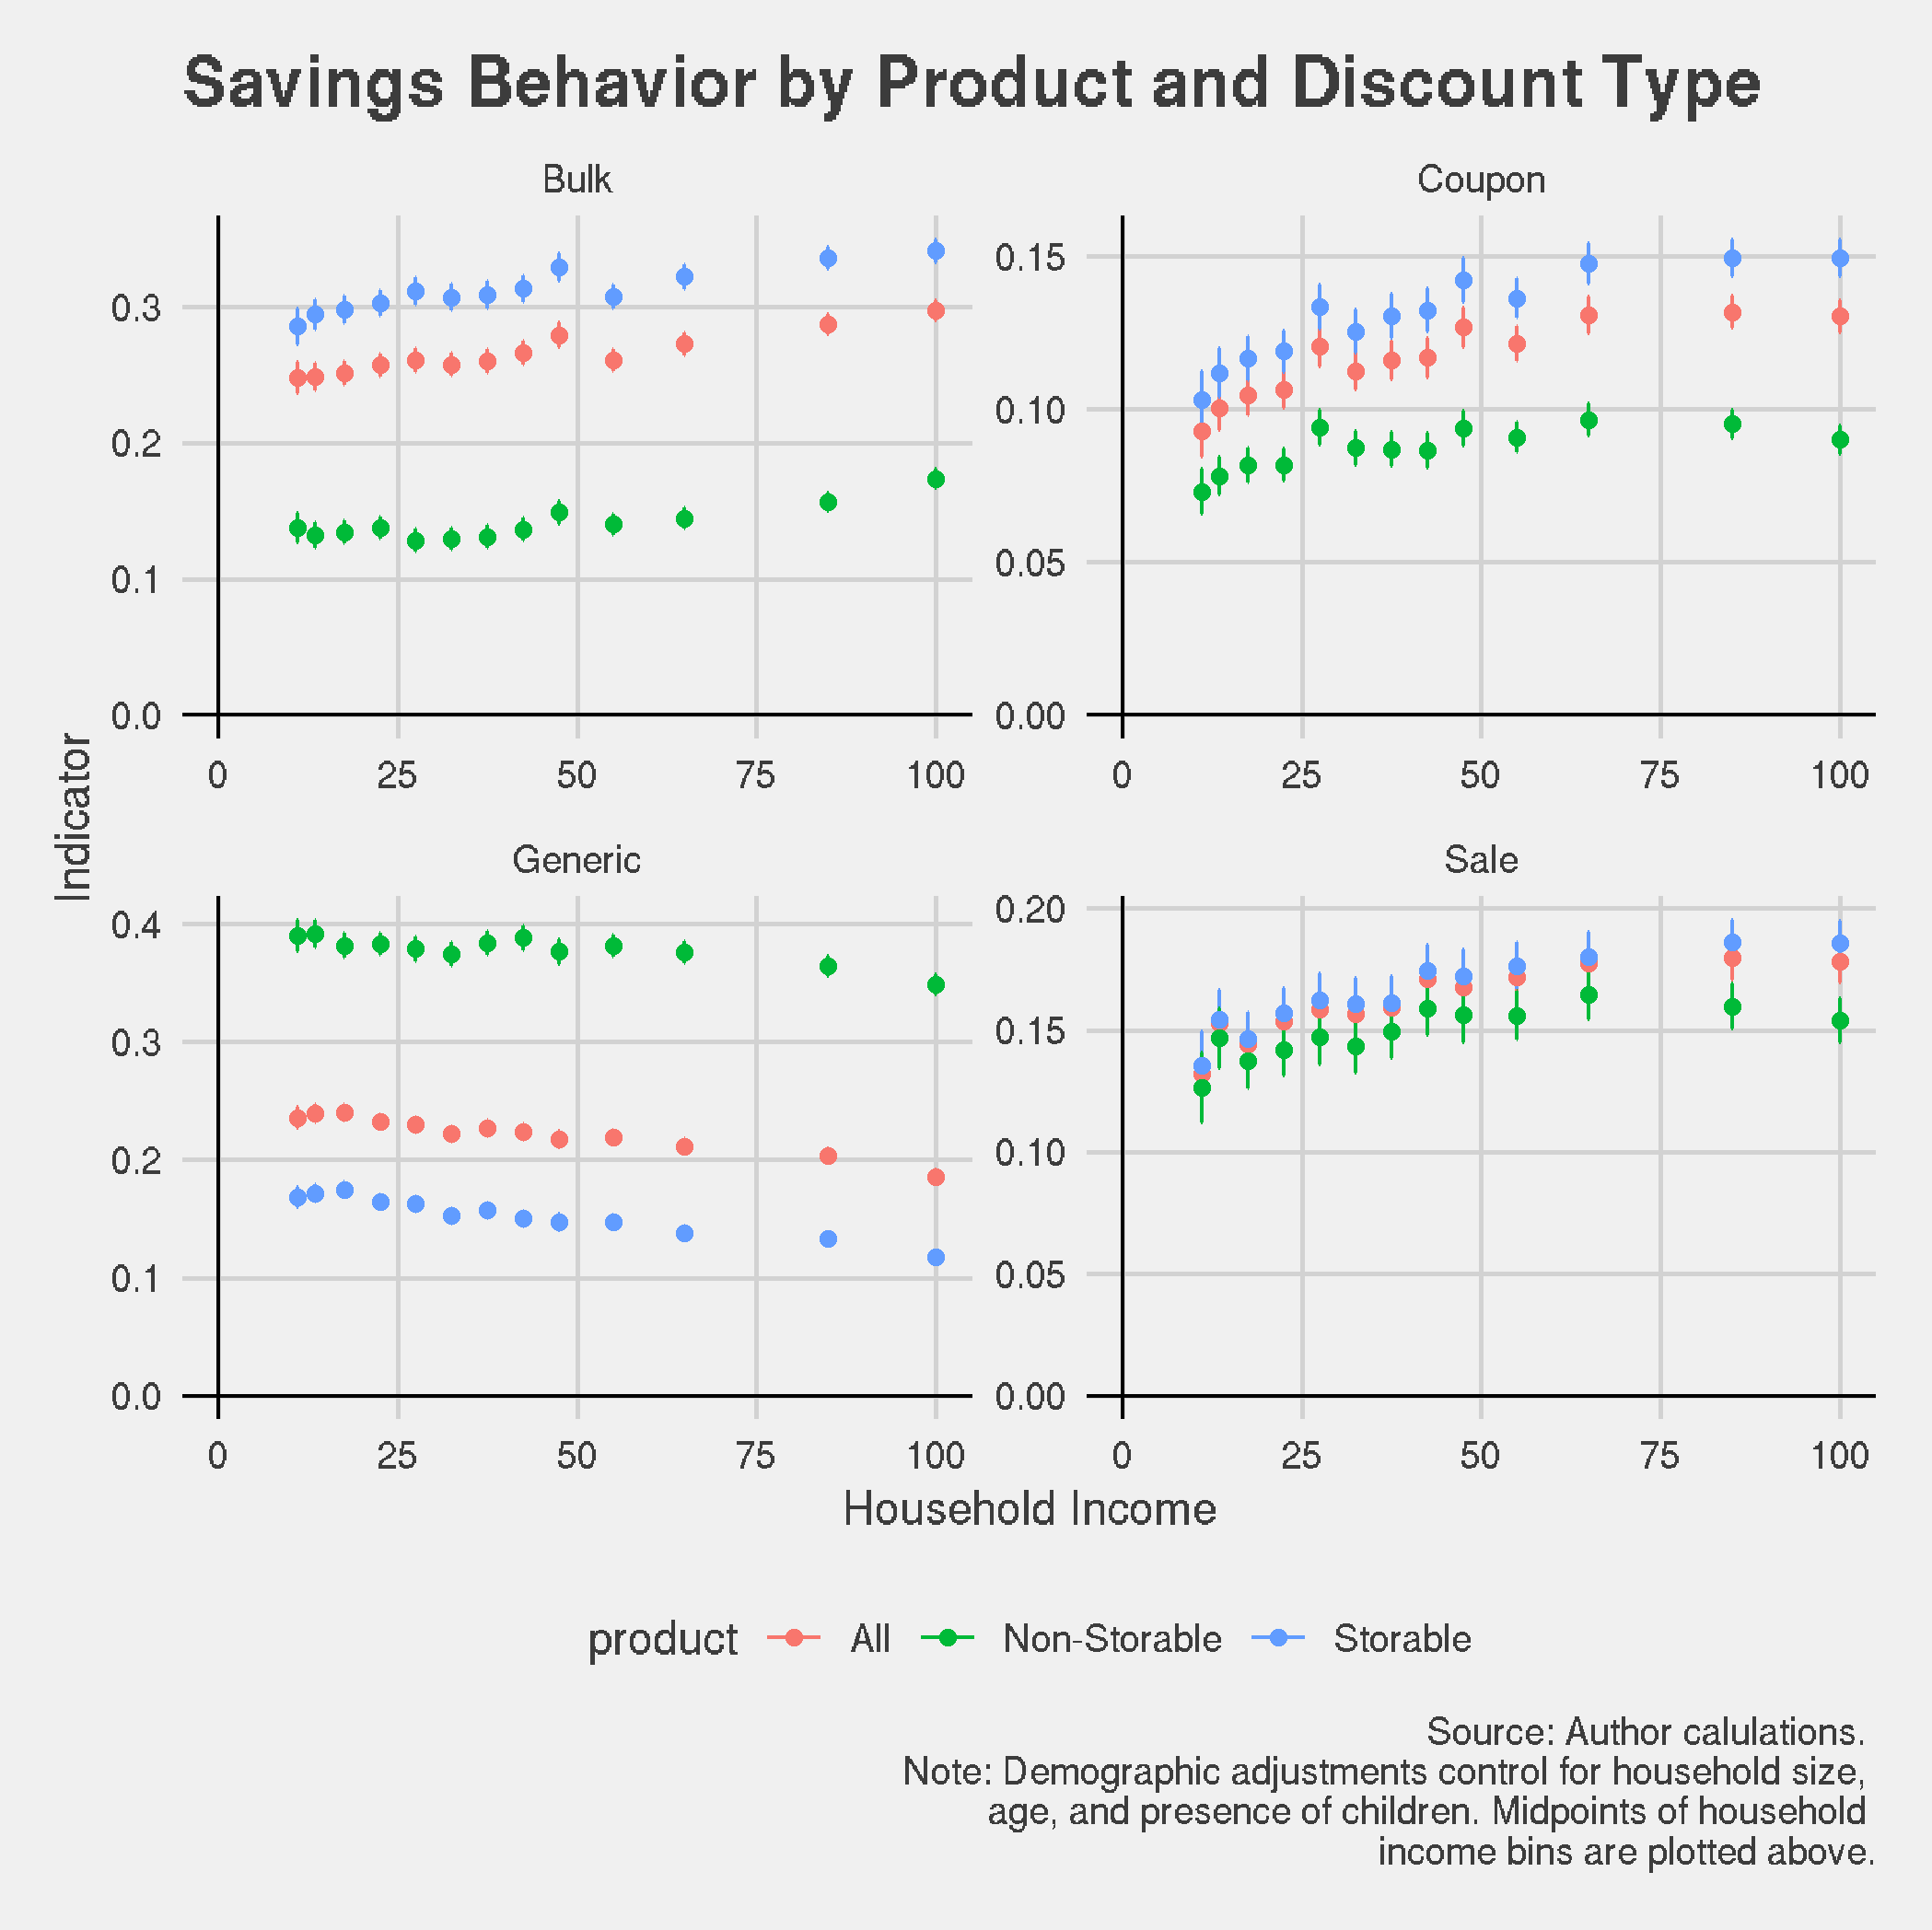 Savings Behavior by Product and Discount Type
Bulk
Coupon
0.3
0.2
0.1
0.0
0.15
0.10
0.05
0.00
0 25 50 75 100
0 25 50 75 100
Indicator
Generic
Sale
0.4
0.3
0.2
0.1
0.0
0.20
0.15
0.10
0.05
0.00
0 25 50 75 100
0 25 50 75 100
Household Income
product All Non-Storable Storable
Source: Author calulations.
Note: Demographic adjustments control for household size,
age, and presence of children. Midpoints of household
income bins are plotted above.